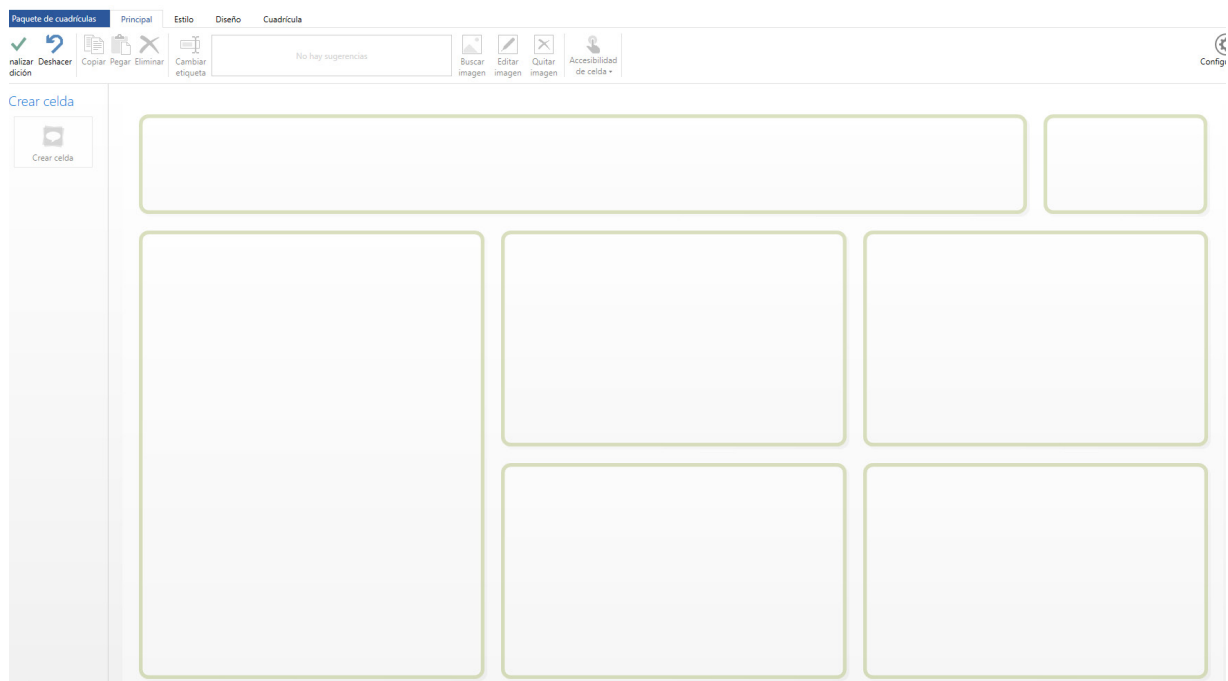 Paquete de cuadrículas Principal Estilo Diseño Cuadrícula
nalizar
dición
Deshacer
Copiar Pegar Eliminar
Cambiar
etiqueta
No hay sugerencias
Buscar
imagen
Editar
imagen
Quitar
imagen
Accesibilidad
de celda
Config
Crear celda
Crear celda